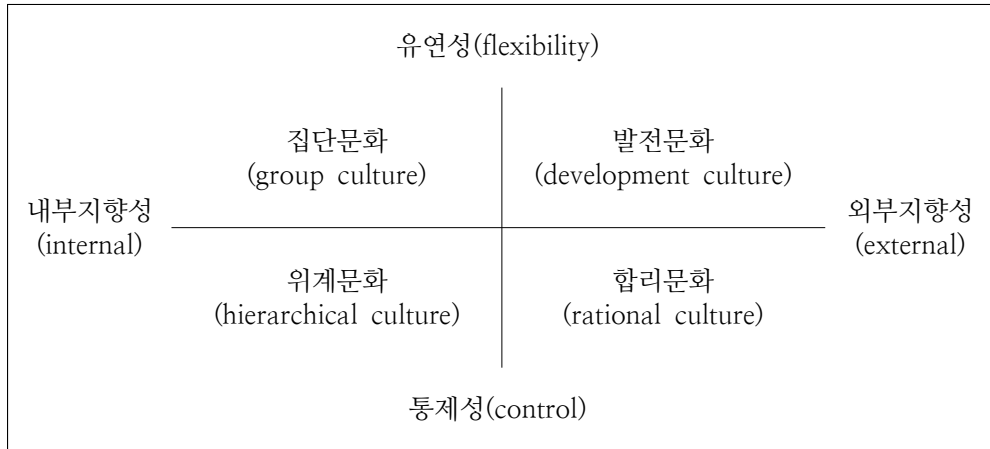 유연성(flexibility)
집단문화
(group culture)
발전문화
(development culture)
내부지향성
(internal)
외부지향성
(external)
위계문화
(hierarchical culture)
합리문화
(rational culture)
통제성(control)